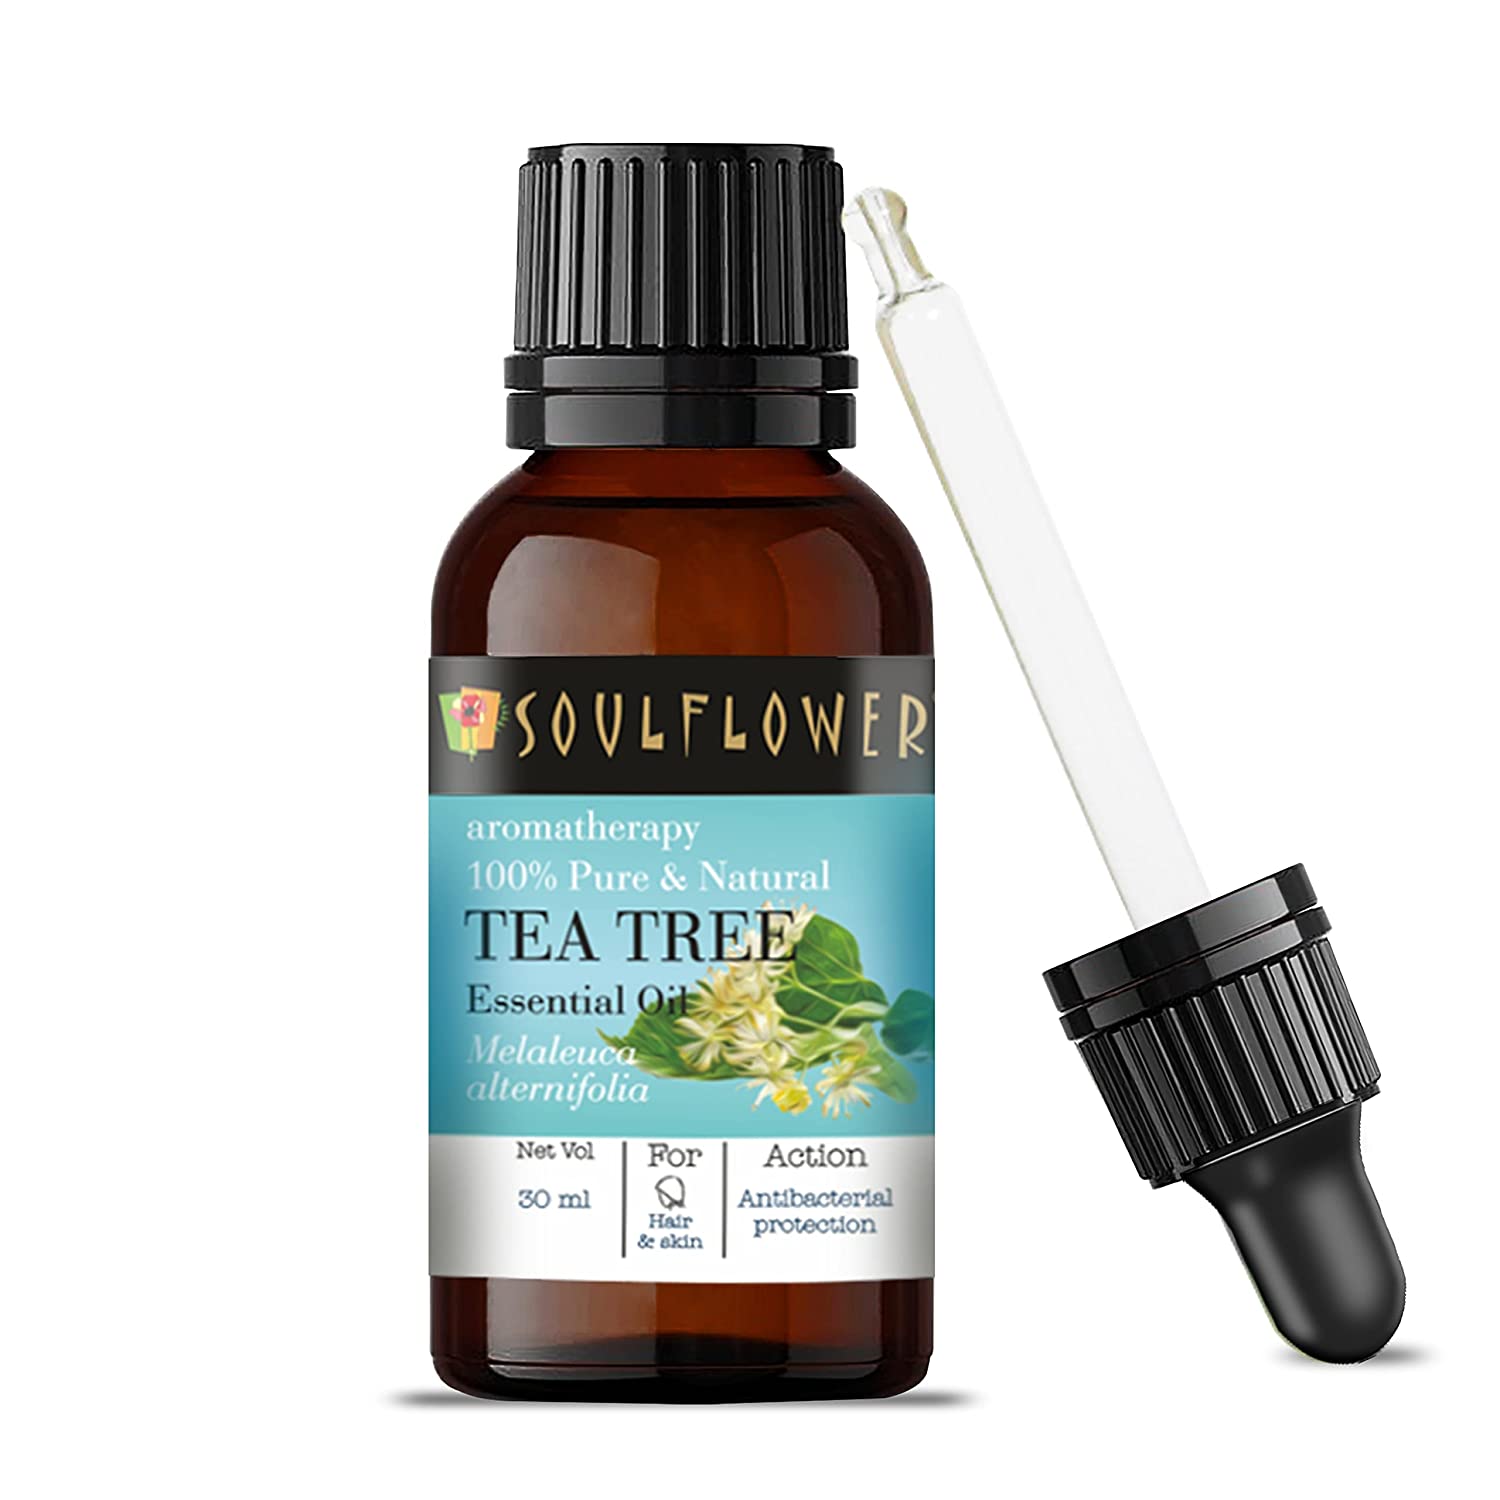 SOULFLOWER
aromatherapy
100% Pure & Natural
TEA TREE
Essential Oil
Melaleuca
alternifolia
Net Vol
30 ml
For
Hair
& skin
Action
Antibacterial
protection